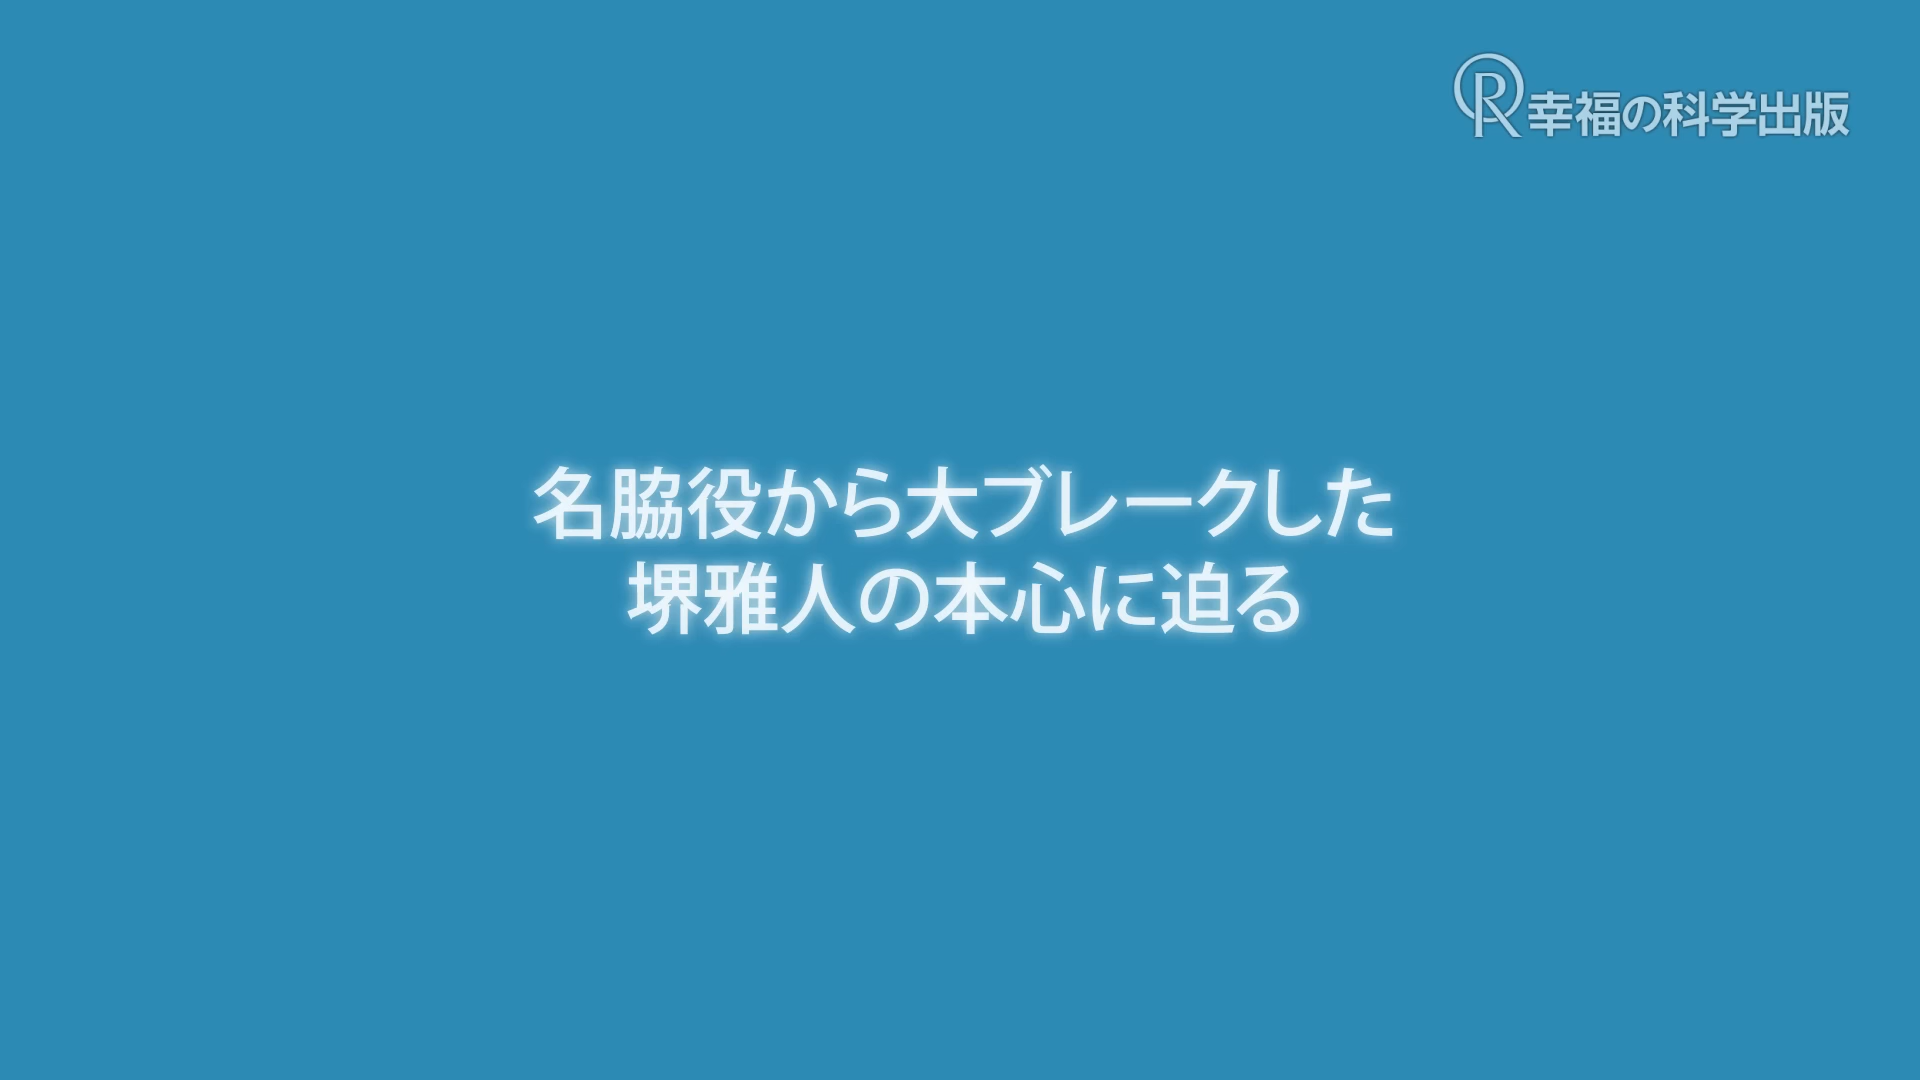 幸福の科学出版
名脇役から大ブレークした
堺雅人の本心に迫る